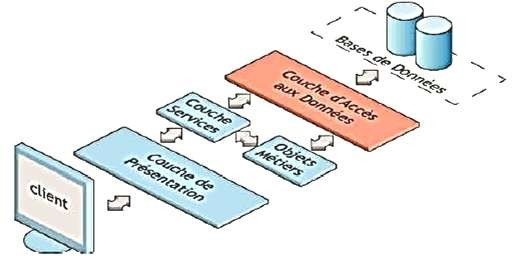 Bases de Données
Couche d'Accès
aux Données
Couche
Services
Objets
Métiers
Couche de
Présentation
client